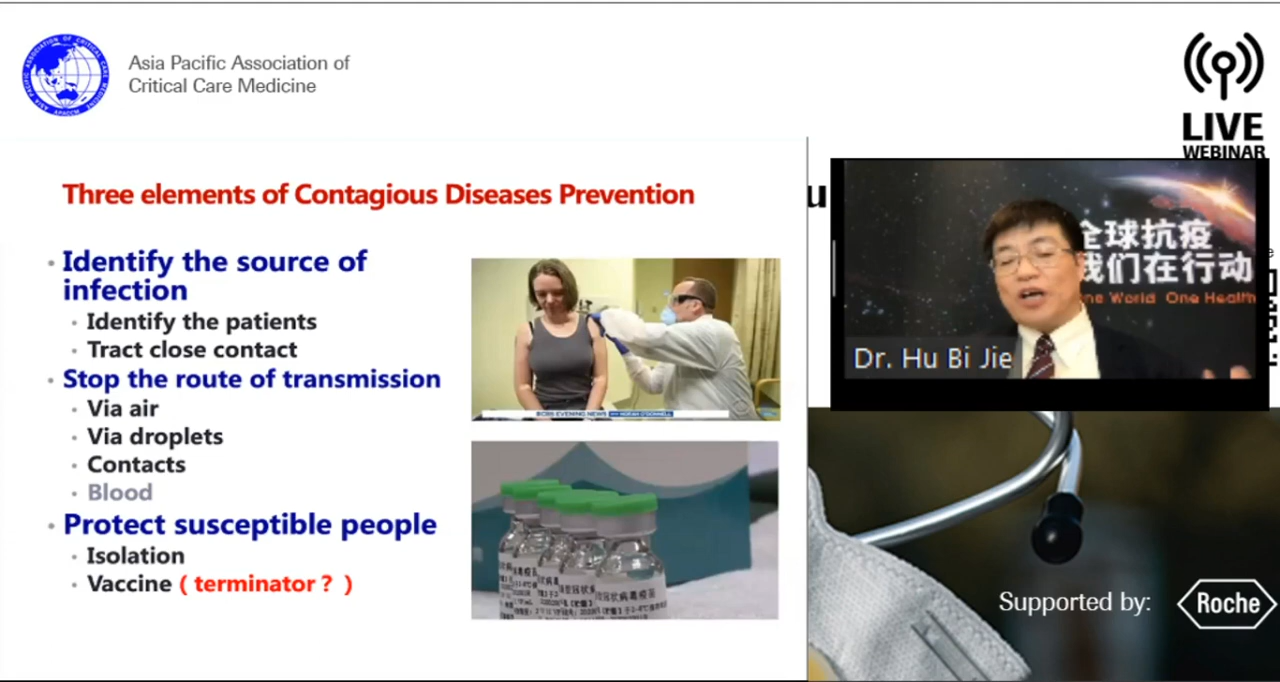 Asia Pacific Association of
Critical Care Medicine
LIVE
WEBINAR
Three elements of Contagious Diseases Prevention
• Identify the source of
infection
• Identify the patients
• Tract close contact
• Stop the route of transmission
• Via air
• Via droplets
• Contacts
• Blood
• Protect susceptible people
• Isolation
• Vaccine ( terminator ? )
EVENING NEWS
全球抗疫
我们在行动
One World One Health
Dr. Hu Bi Jie
Supported by:
Roche